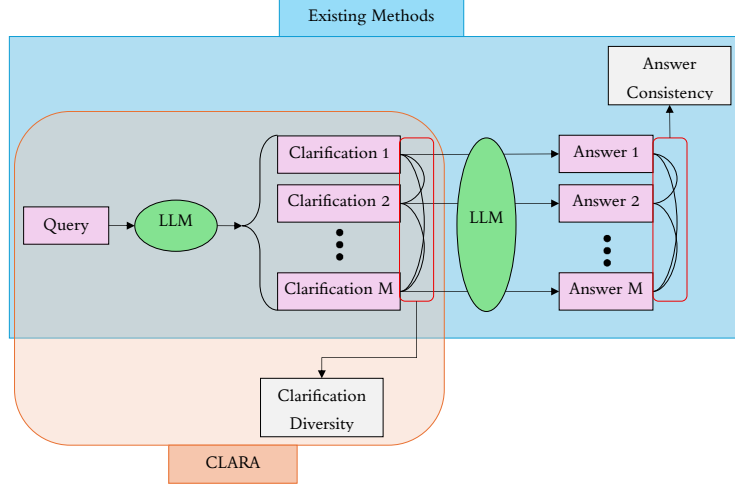 Existing Methods
Answer
Consistency
Clarification 1
Answer 1
Query
LLM
Clarification 2
LLM
Answer 2
Clarification M
Answer M
Clarification
Diversity
CLARA